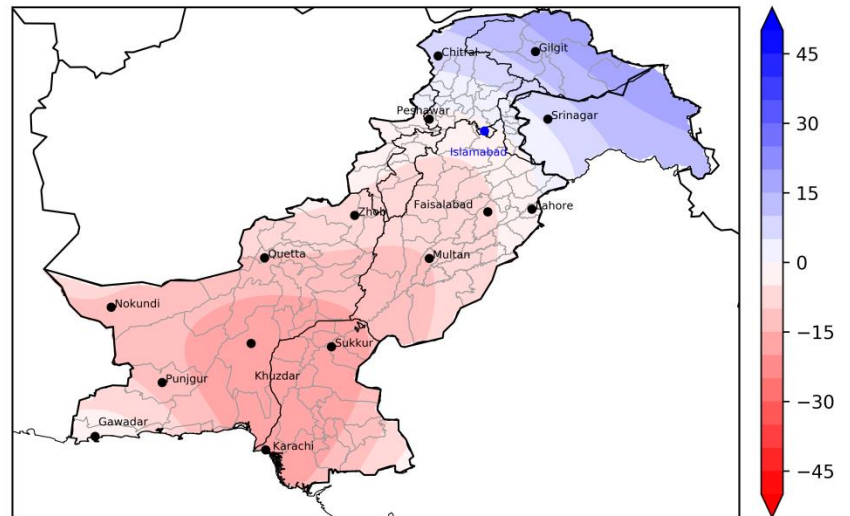 Chitral
Gilgit
Peshawar
Srinagar
Islamabad
Zhob
Faisalabad
Lahore
Quetta
Multan
Nokundi
Sukkur
Punjgur
Khuzdar
Gawadar
Karachi
45
30
15
0
−15
−30
−45